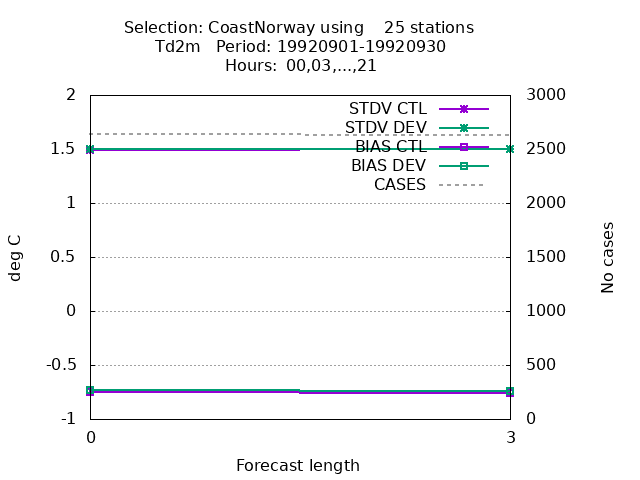 Selection: CoastNorway using    25 stations
Td2m   Period: 19920901-19920930
Hours:  00,03,...,21
2
1.5
1
0.5
0
-0.5
-1
deg C
STDV CTL
STDV DEV
BIAS CTL
BIAS DEV
CASES
3000
2500
2000
1500
1000
500
0
No cases
0
3
Forecast length